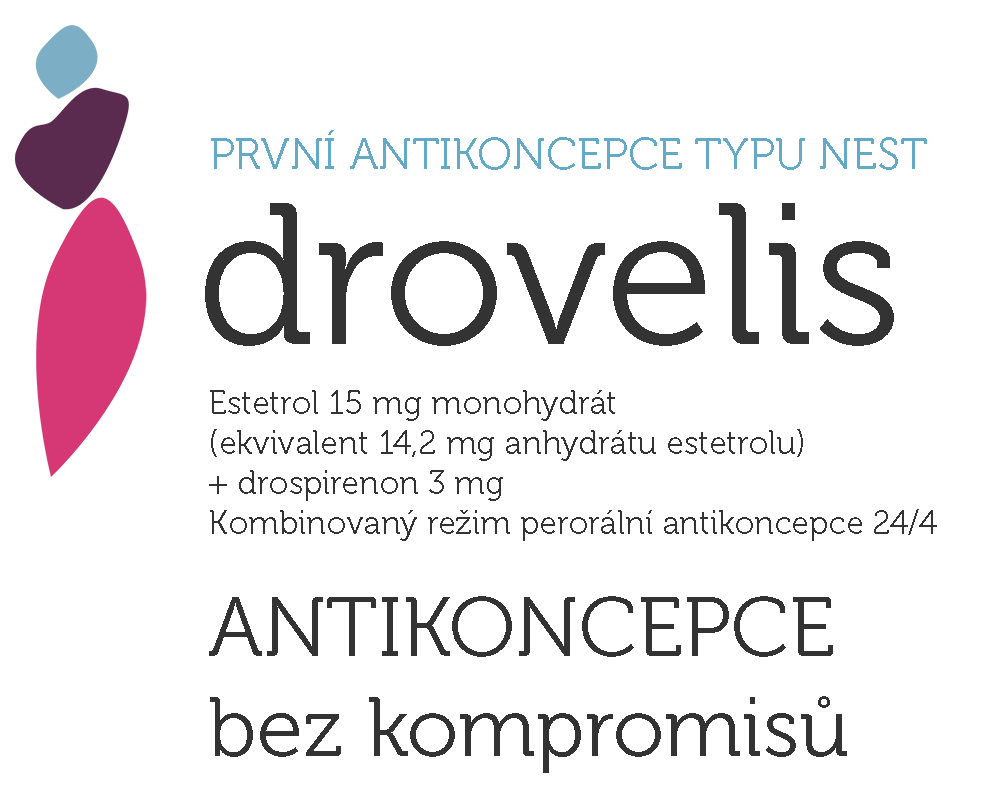 PRVNÍ ANTIKONCEPCE TYPU NEST
drovelis
Estetrol 15 mg monohydrát
(ekvivalent 14,2 mg anhydrátu estetrolu)
+ drospirenon 3 mg
Kombinovaný režim perorální antikoncepce 24/4
ANTIKONCEPCE
bez kompromisů